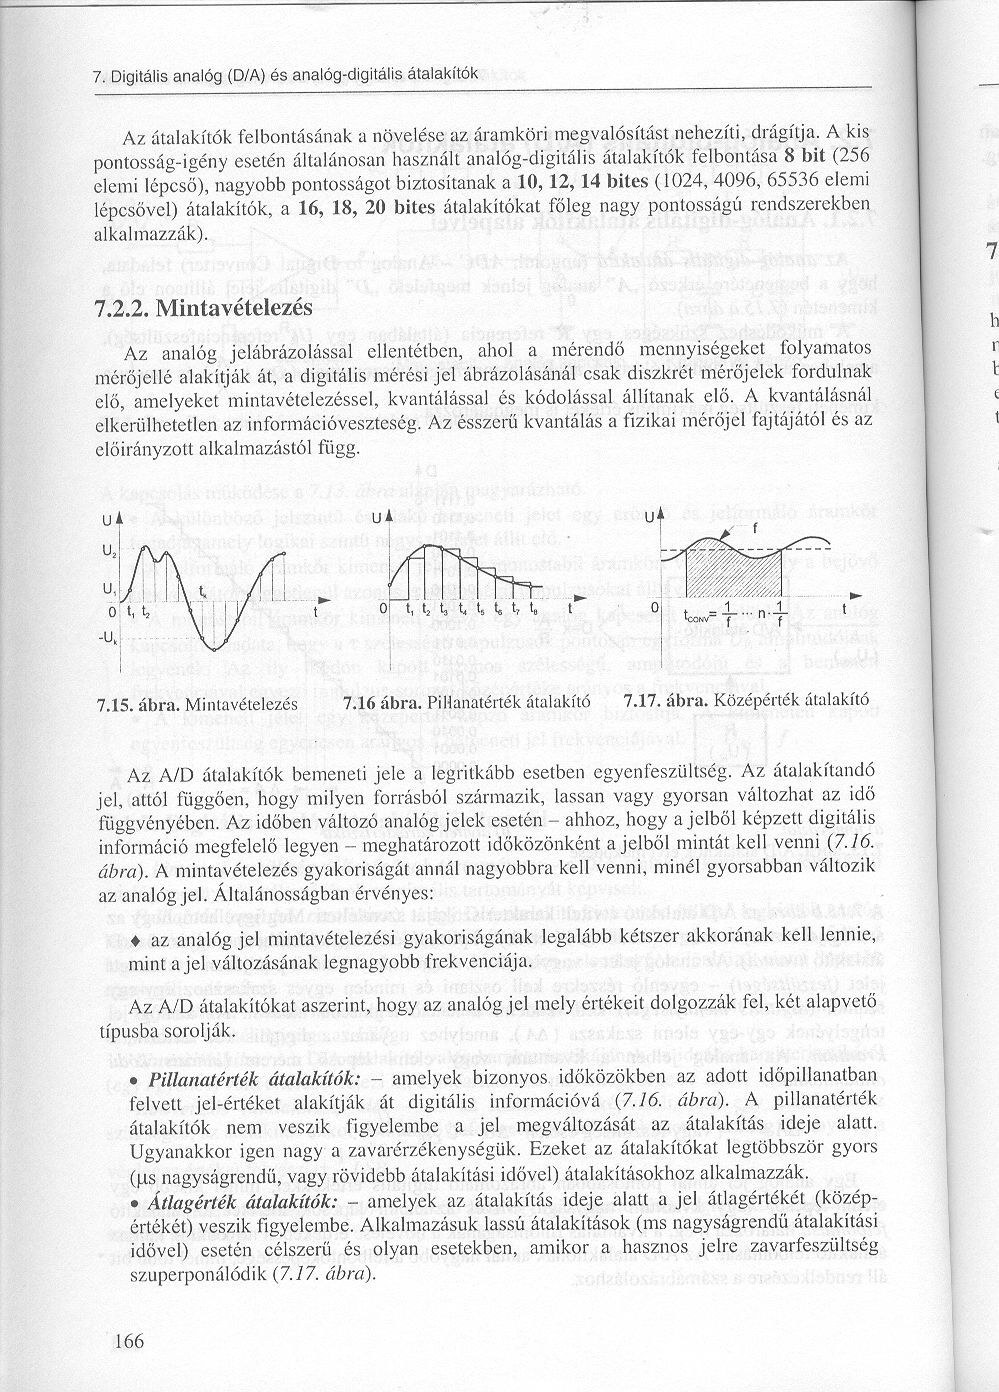 7. Digitális analóg (D/A) és analóg-digitális átalakítók
Az átalakítók felbontásának a növelése az áramköri megvalósítást nehezíti, drágítja. A kis
pontosság-igény esetén általánosan használt analóg-digitális átalakítók felbontása 8 bit (256
elemi lépcső), nagyobb pontosságot biztosítanak a 10, 12, 14 bites (1024, 4096, 65536 elemi
lépcsővel) átalakítók, a 16, 18, 20 bites átalakítókat főleg nagy pontosságú rendszerekben
alkalmazzák).
7.2.2. Mintavételezés
Az analóg jelábrázolással ellentétben, ahol a mérendő mennyiségeket folyamatos
mérőjellé alakítják át, a digitális mérési jel ábrázolásánál csak diszkrét mérőjelek fordulnak
elő, amelyeket mintavételezéssel, kvantálással és kódolással állítanak elő. A kvantálásnál
elkerülhetetlen az információveszteség. Az ésszerű kvantálás a fizikai mérőjel fajtájától és az
előirányzott alkalmazástól függ.
U
U₂
U₁
0 t₁ t₂ tₖ t
-Uₖ
U
0 t₁ t₂ t₃ t₄ t₅ t₆ t₇ t₈ t
U f
0 t_CONV = 1/f ... n · 1/f t
7.15. ábra. Mintavételezés 7.16 ábra. Pillanatérték átalakító 7.17. ábra. Középérték átalakító
Az A/D átalakítók bemeneti jele a legritkább esetben egyenfeszültség. Az átalakítandó
jel, attól függően, hogy milyen forrásból származik, lassan vagy gyorsan változhat az idő
függvényében. Az időben változó analóg jelek esetén – ahhoz, hogy a jelből képzett digitális
információ megfelelő legyen – meghatározott időközönként a jelből mintát kell venni (7.16.
ábra). A mintavételezés gyakoriságát annál nagyobbra kell venni, minél gyorsabban változik
az analóg jel. Általánosságban érvényes:
♦ az analóg jel mintavételezési gyakoriságának legalább kétszer akkorának kell lennie,
mint a jel változásának legnagyobb frekvenciája.
Az A/D átalakítókat aszerint, hogy az analóg jel mely értékeit dolgozzák fel, két alapvető
típusba sorolják.
• Pillanatérték átalakítók: – amelyek bizonyos időközökben az adott időpillanatban
felvett jel-értéket alakítják át digitális információvá (7.16. ábra). A pillanatérték
átalakítók nem veszik figyelembe a jel megváltozását az átalakítás ideje alatt.
Ugyanakkor igen nagy a zavarérzékenységük. Ezeket az átalakítókat legtöbbször gyors
(μs nagyságrendű, vagy rövidebb átalakítási idővel) átalakításokhoz alkalmazzák.
• Átlagérték átalakítók: – amelyek az átalakítás ideje alatt a jel átlagértékét (közép-
értékét) veszik figyelembe. Alkalmazásuk lassú átalakítások (ms nagyságrendű átalakítási
idővel) esetén célszerű és olyan esetekben, amikor a hasznos jelre zavarfeszültség
szuperponálódik (7.17. ábra).
166
7